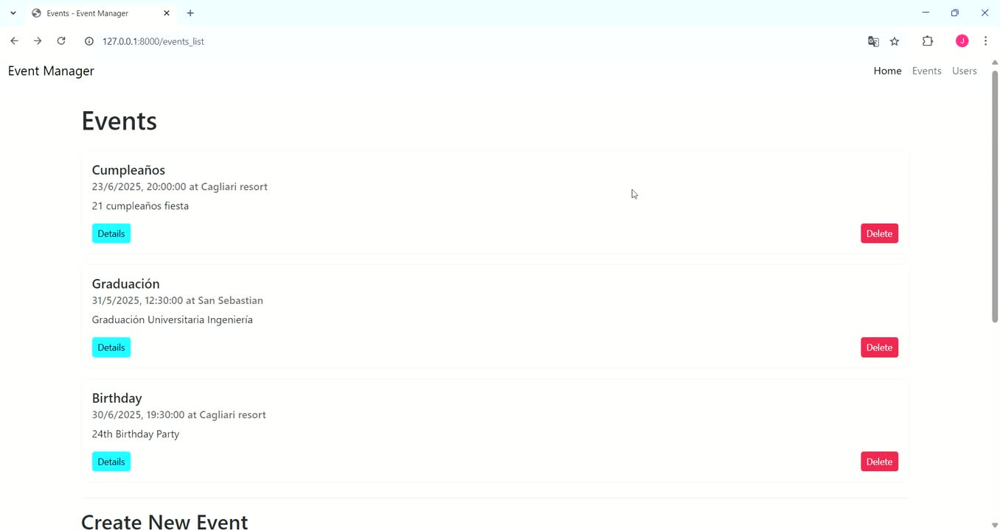 Events - Event Manager
127.0.0.1:8000/events_list
J
Event Manager
Home Events Users
Events
Cumpleaños
23/6/2025, 20:00:00 at Cagliari resort
21 cumpleaños fiesta
Details Delete
Graduación
31/5/2025, 12:30:00 at San Sebastian
Graduación Universitaria Ingeniería
Details Delete
Birthday
30/6/2025, 19:30:00 at Cagliari resort
24th Birthday Party
Details Delete
Create New Event